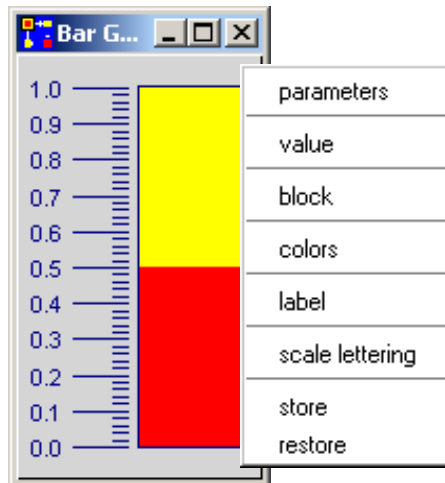 Bar G...
1.0
0.9
0.8
0.7
0.6
0.5
0.4
0.3
0.2
0.1
0.0
parameters
value
block
colors
label
scale lettering
store
restore